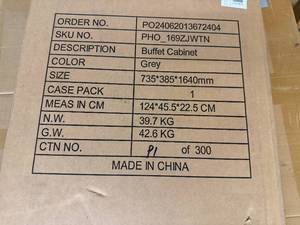 ORDER NO. PO24062013672404
SKU NO. PHO_169ZJWTN
DESCRIPTION Buffet Cabinet
COLOR Grey
SIZE 735*385*1640mm
CASE PACK 1
MEAS IN CM 124*45.5*22.5 CM
N.W. 39.7 KG
G.W. 42.6 KG
CTN NO. P1 of 300
MADE IN CHINA